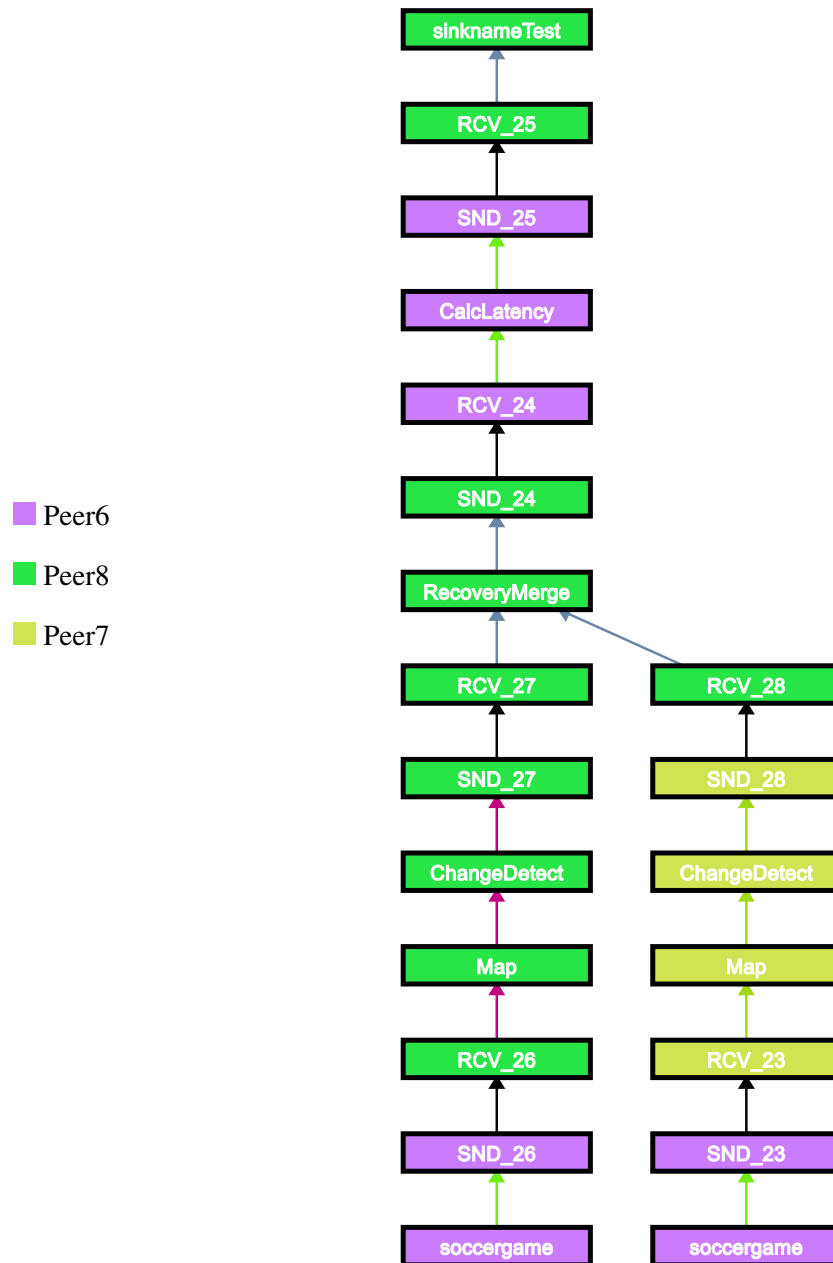 sinknameTest
RCV_25
SND_25
CalcLatency
RCV_24
SND_24
Peer6
Peer8
Peer7
RecoveryMerge
RCV_27
RCV_28
SND_27
SND_28
ChangeDetect
ChangeDetect
Map
Map
RCV_26
RCV_23
SND_26
SND_23
soccergame
soccergame